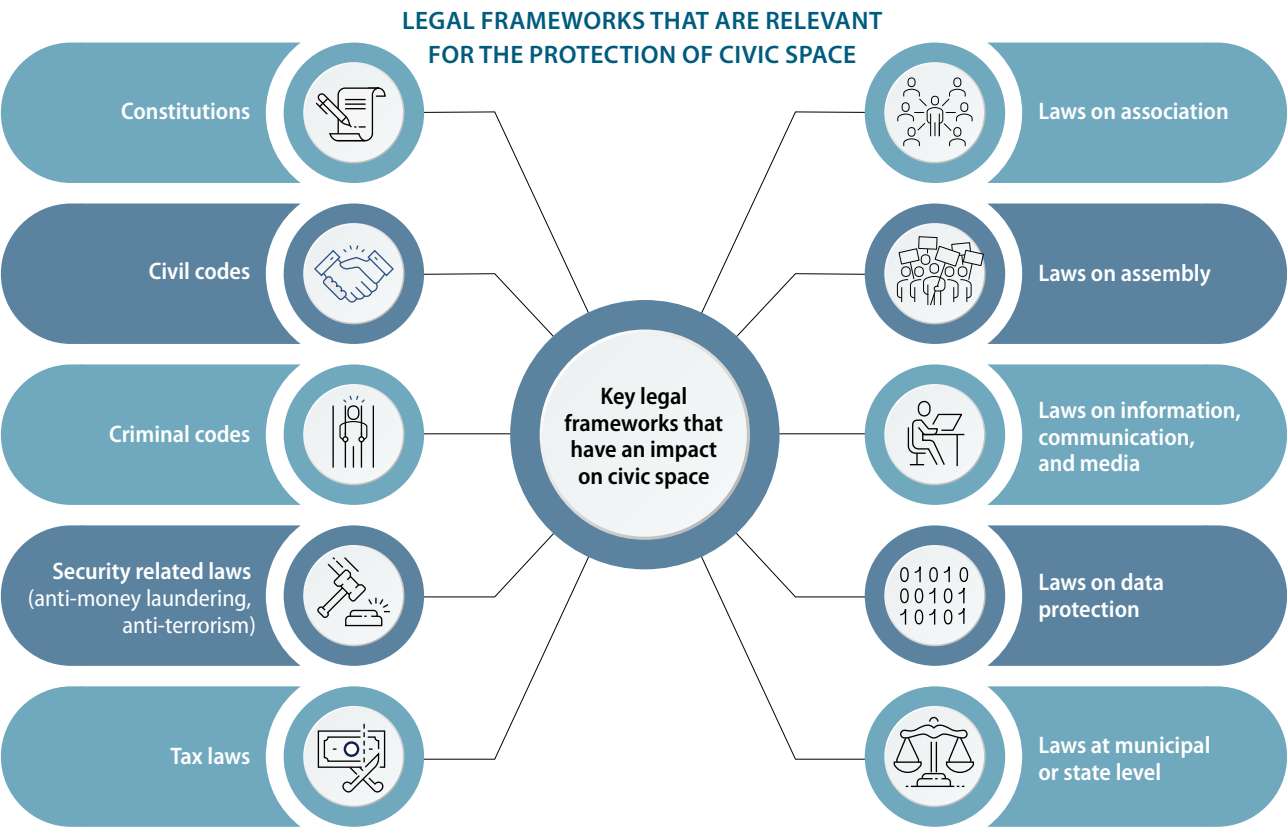 LEGAL FRAMEWORKS THAT ARE RELEVANT
FOR THE PROTECTION OF CIVIC SPACE
Constitutions
Civil codes
Criminal codes
Security related laws
(anti-money laundering,
anti-terrorism)
Tax laws
Key legal
frameworks that
have an impact
on civic space
Laws on association
Laws on assembly
Laws on information,
communication,
and media
Laws on data
protection
01010
00101
10101
Laws at municipal
or state level